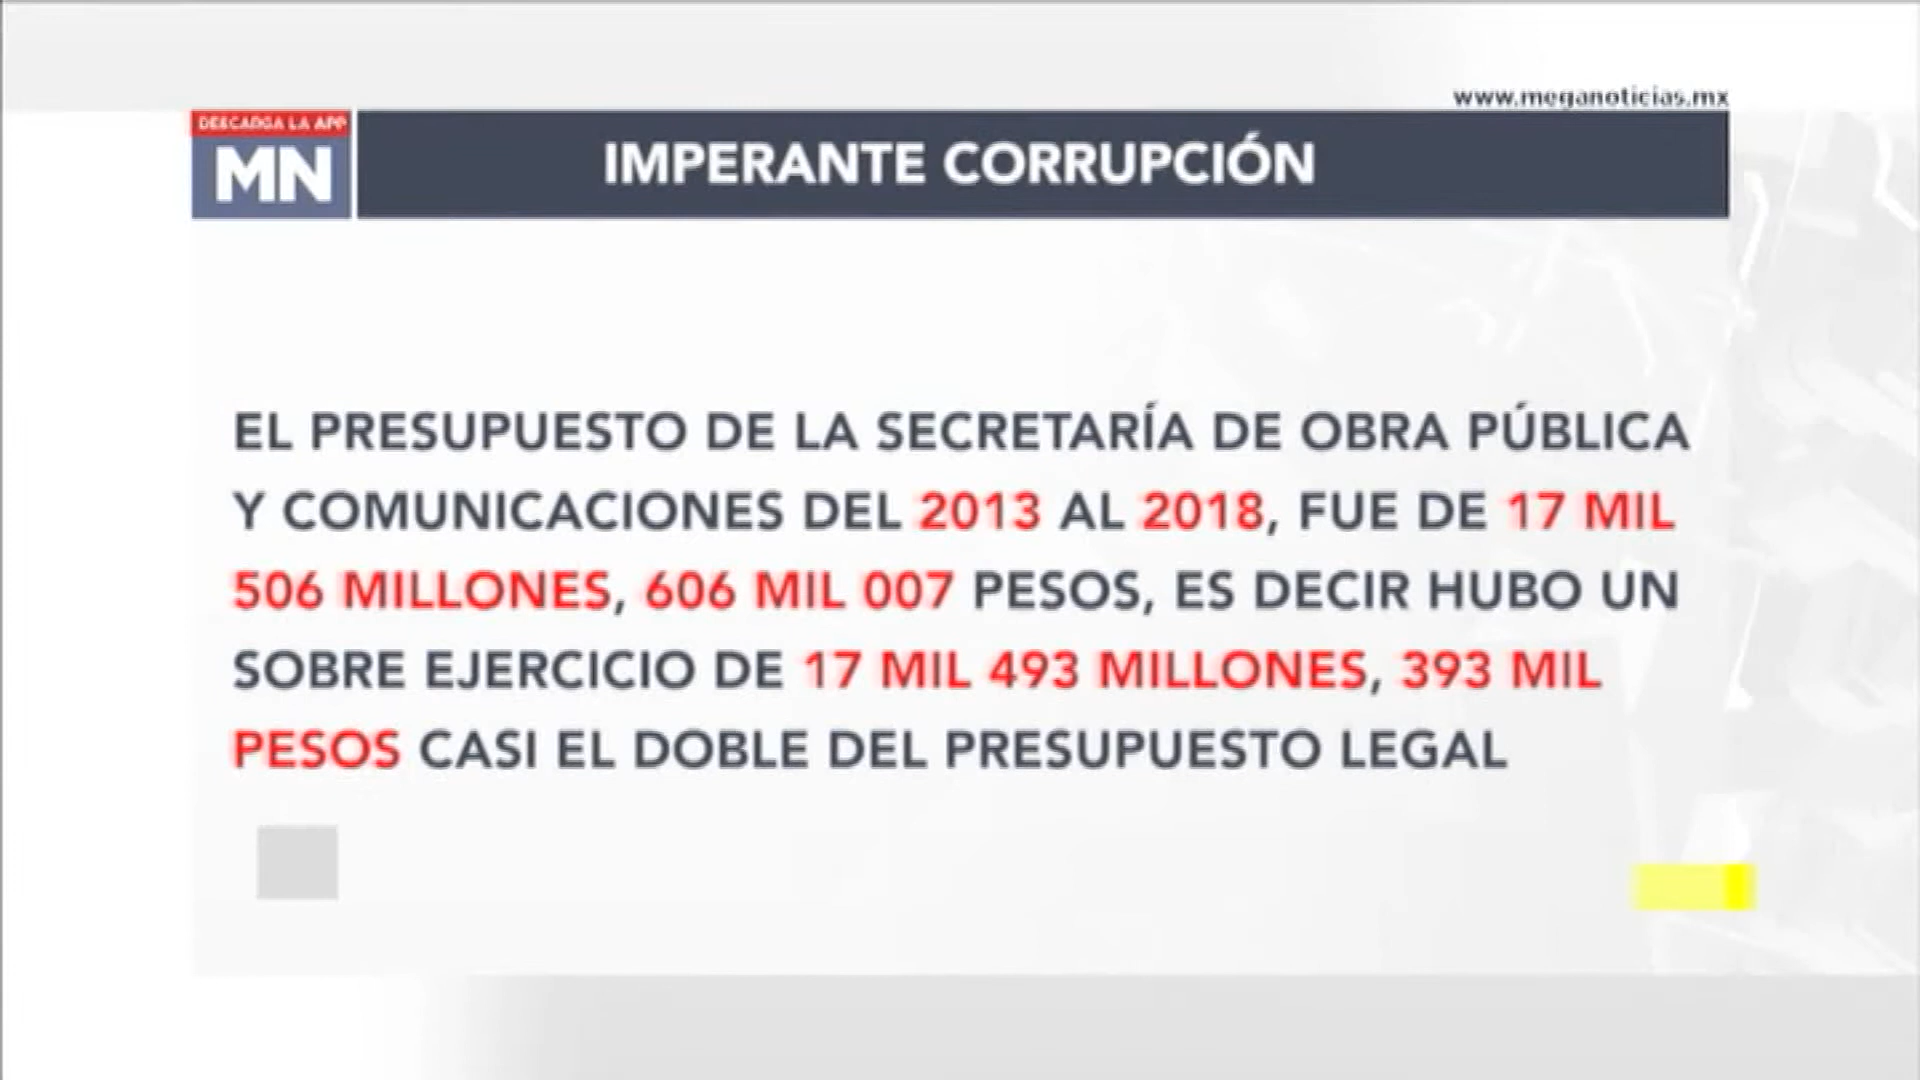 www.meganoticias.mx
DESCARGA LA APP
MN
IMPERANTE CORRUPCIÓN
EL PRESUPUESTO DE LA SECRETARÍA DE OBRA PÚBLICA
Y COMUNICACIONES DEL 2013 AL 2018, FUE DE 17 MIL
506 MILLONES, 606 MIL 007 PESOS, ES DECIR HUBO UN
SOBRE EJERCICIO DE 17 MIL 493 MILLONES, 393 MIL
PESOS CASI EL DOBLE DEL PRESUPUESTO LEGAL